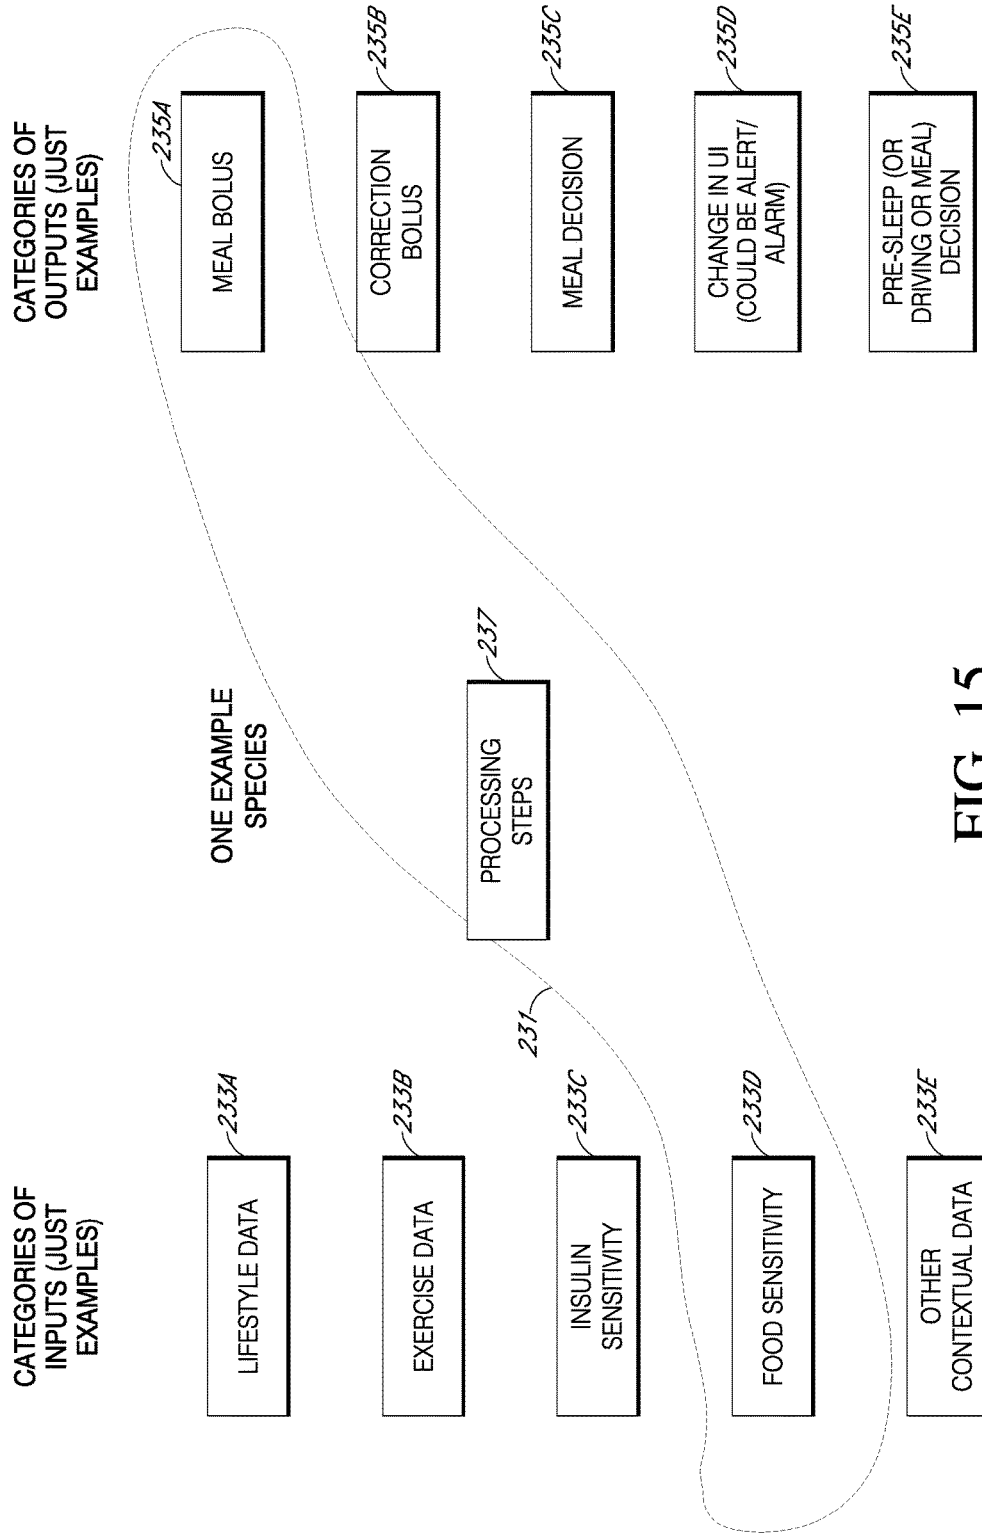 CATEGORIES OF
INPUTS (JUST
EXAMPLES)
LIFESTYLE DATA
233A
EXERCISE DATA
233B
INSULIN
SENSITIVITY
233C
FOOD SENSITIVITY
233D
OTHER
CONTEXTUAL DATA
233E
ONE EXAMPLE
SPECIES
231
PROCESSING
STEPS
237
CATEGORIES OF
OUTPUTS (JUST
EXAMPLES)
235A
MEAL BOLUS
CORRECTION
BOLUS
235B
MEAL DECISION
235C
CHANGE IN UI
(COULD BE ALERT/
ALARM)
235D
PRE-SLEEP (OR
DRIVING OR MEAL)
DECISION
235E
FIG. 15